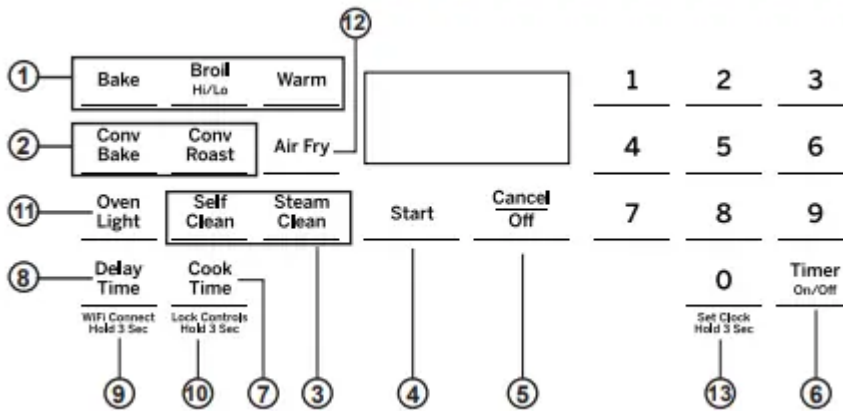 12
1 Bake Broil Warm 1 2 3
Hi/Lo
2 Conv Conv Air Fry 4 5 6
Bake Roast
11 Oven Self Steam Start Cancel 7 8 9
Light Clean Clean Off
8 Delay Cook 0 Timer
Time Time On/Off
WiFi Connect Lock Controls Set Clock
Hold 3 Sec Hold 3 Sec Hold 3 Sec
9 10 7 3 4 5 13 6